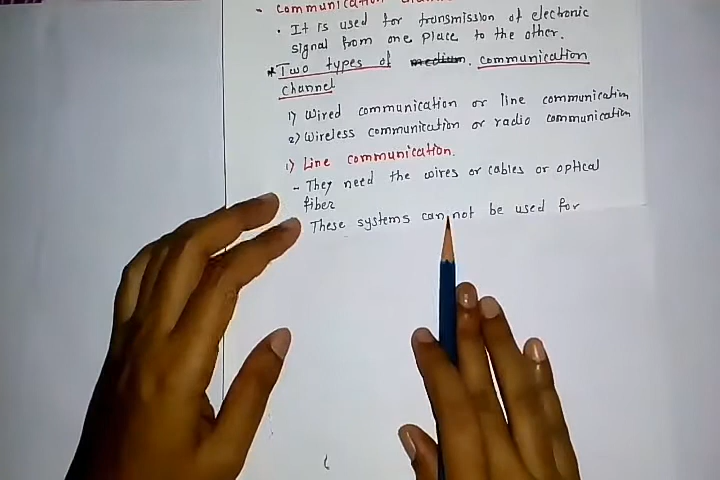 - Communication
• It is used for transmission of electronic
signal from one place to the other.
* Two types of medium. communication
channel
1) Wired communication or line communication
2) Wireless communication or radio communication
1) Line communication.
- They need the wires or cables or optical
fiber
These systems cannot be used for